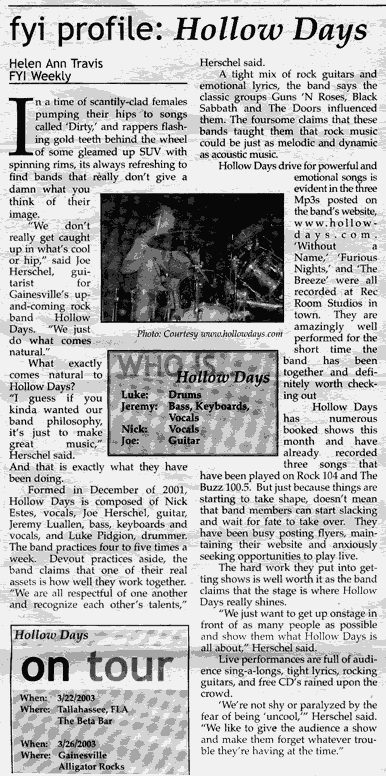 fyi profile: Hollow Days
Helen Ann Travis
FYI Weekly
In a time of scantily-clad females
pumping their hips to songs
called 'Dirty,' and rappers flash-
ing gold teeth behind the wheel
of some gleamed up SUV with
spinning rims, its always refreshing to
find bands that really don't give a
damn what you
think of their
image.
"We don't
really get caught
up in what's cool
or hip," said Joe
Herschel, gui-
tarist for
Gainesville's up-
and-coming rock
band Hollow
Days. "We just
do what comes
natural."
What exactly
comes natural to
Hollow Days?
"I guess if you
kinda wanted our
band philosophy,
it's just to make
great music,"
Herschel said.
And that is exactly what they have
been doing.
Formed in December of 2001,
Hollow Days is composed of Nick
Estes, vocals, Joe Herschel, guitar,
Jeremy Luallen, bass, keyboards and
vocals, and Luke Pidgion, drummer.
The band practices four to five times a
week. Devout practices aside, the
band claims that one of their real
assets is how well they work together.
"We are all respectful of one another
and recognize each other's talents,"
Herschel said.
A tight mix of rock guitars and
emotional lyrics, the band says the
classic groups Guns 'N Roses, Black
Sabbath and The Doors influenced
them. The foursome claims that these
bands taught them that rock music
could be just as melodic and dynamic
as acoustic music.
Hollow Days drive for powerful and
emotional songs is
evident in the three
Mp3s posted on
the band's website,
www.hollow-
days.com.
'Without a
Name,' 'Furious
Nights,' and 'The
Breeze' were all
recorded at Rec
Room Studios in
town. They are
amazingly well
performed for the
short time the
band has been
together and defi-
nitely worth check-
ing out
Hollow Days
has numerous
booked shows this
month and have
already recorded
three songs that
have been played on Rock 104 and The
Buzz 100.5. But just because things are
starting to take shape, doesn't mean
that band members can start slacking
and wait for fate to take over. They
have been busy posting flyers, main-
taining their website and anxiously
seeking opportunities to play live.
The hard work they put into get-
ting shows is well worth it as the band
claims that the stage is where Hollow
Days really shines.
"We just want to get up onstage in
front of as many people as possible
and show them what Hollow Days is
all about," Herschel said.
Live performances are full of audi-
ence sing-a-longs, tight lyrics, rocking
guitars, and free CD's rained upon the
crowd.
'We're not shy or paralyzed by the
fear of being 'uncool,'" Herschel said.
"We like to give the audience a show
and make them forget whatever trou-
ble they're having at the time."
Photo: Courtesy www.hollowdays.com
WHO IS
Hollow Days
Luke: Drums
Jeremy: Bass, Keyboards,
Vocals
Nick: Vocals
Joe: Guitar
Hollow Days
on tour
When: 3/22/2003
Where: Tallahassee, FLA
The Beta Bar
When: 3/26/2003
Where: Gainesville
Alligator Rocks